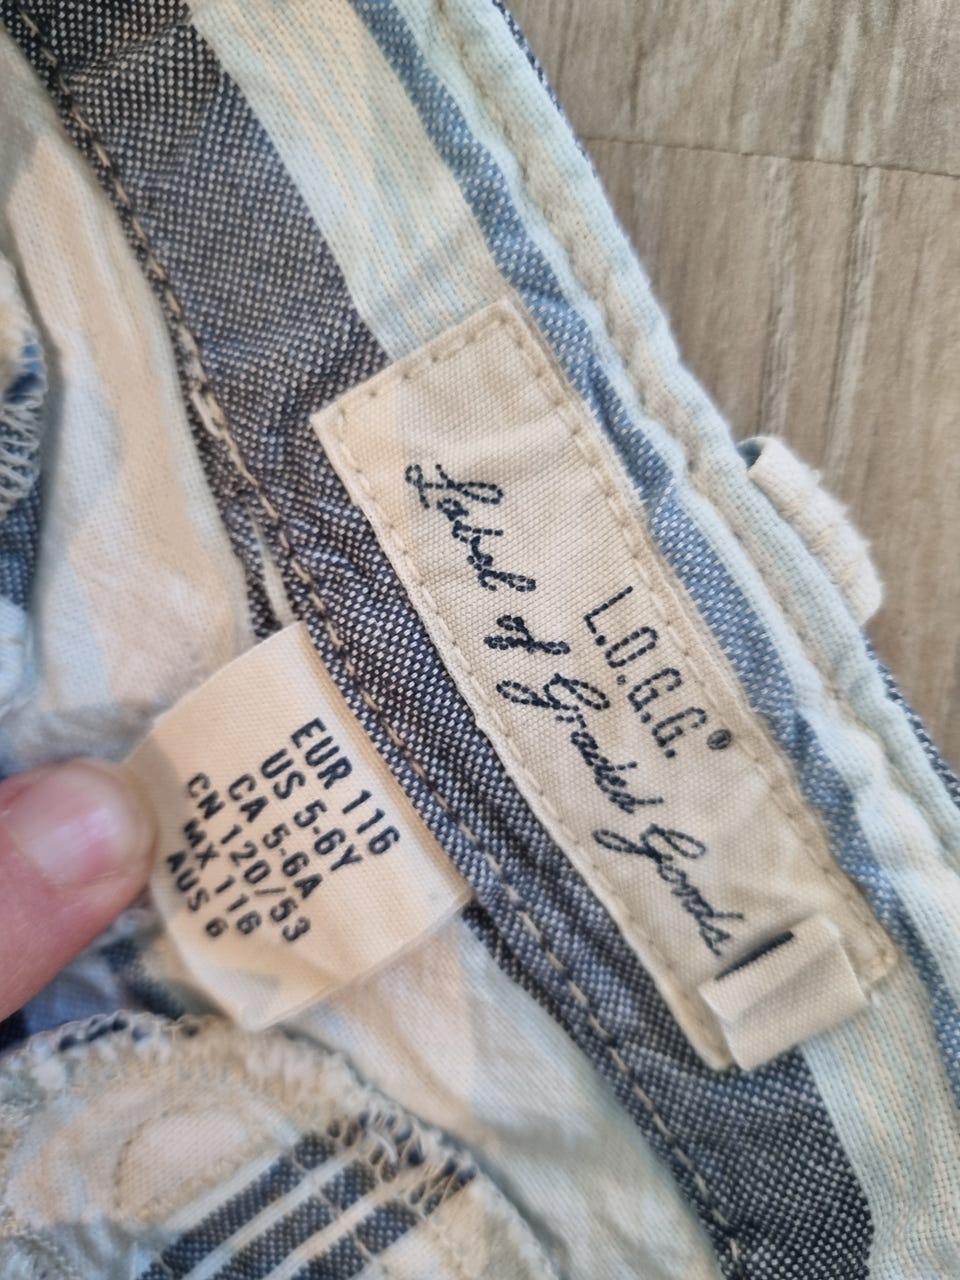 L.O.G.G.
Label of Graded Goods
EUR 116
US 5-6Y
CA 5-6A
CN 120/53
MX 116
AUS 6